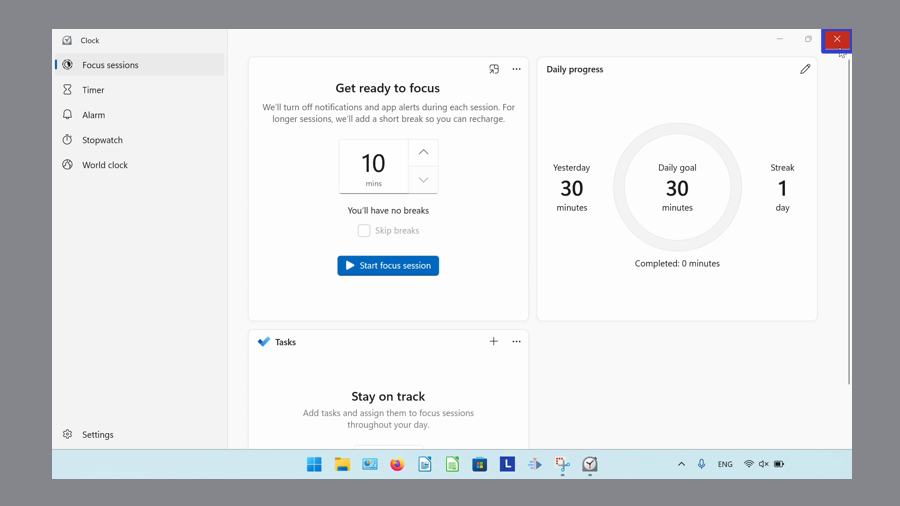 Clock
Focus sessions
Timer
Alarm
Stopwatch
World clock
Settings
Get ready to focus
We'll turn off notifications and app alerts during each session. For
longer sessions, we'll add a short break so you can recharge.
10
mins
You'll have no breaks
Skip breaks
Start focus session
Daily progress
Yesterday
30
minutes
Daily goal
30
minutes
Streak
1
day
Completed: 0 minutes
Tasks
Stay on track
Add tasks and assign them to focus sessions
throughout your day.
L
ENG